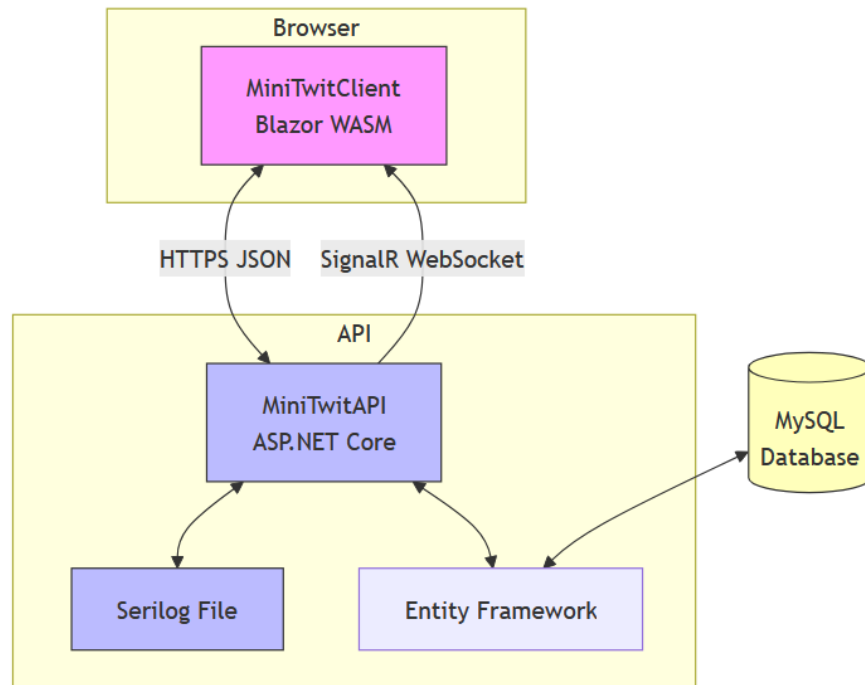 Browser
MiniTwitClient
Blazor WASM
HTTPS JSON
SignalR WebSocket
API
MiniTwitAPI
ASP.NET Core
MySQL
Database
Serilog File
Entity Framework